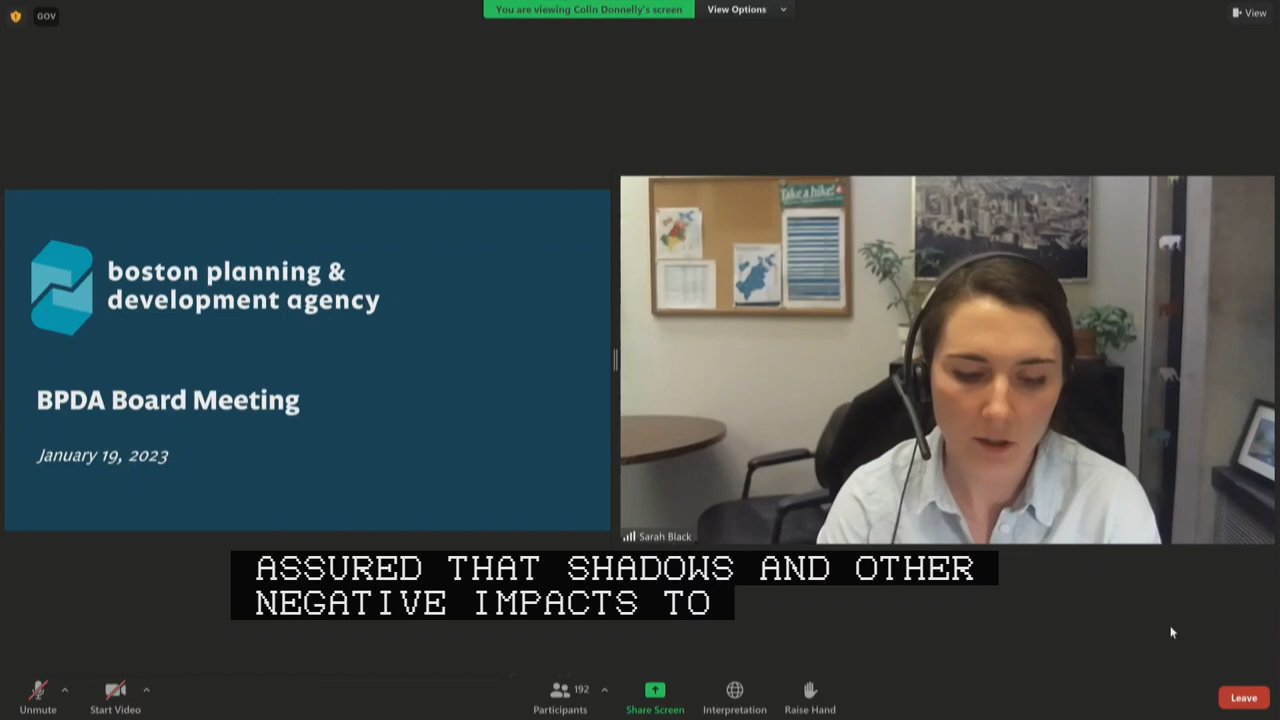 GOV
You are viewing Colin Donnelly's screen
View Options
View
boston planning &
development agency
BPDA Board Meeting
January 19, 2023
Take a hike!
Sarah Black
ASSURED THAT SHADOWS AND OTHER
NEGATIVE IMPACTS TO
Unmute
Start Video
192
Participants
Share Screen
Interpretation
Raise Hand
Leave